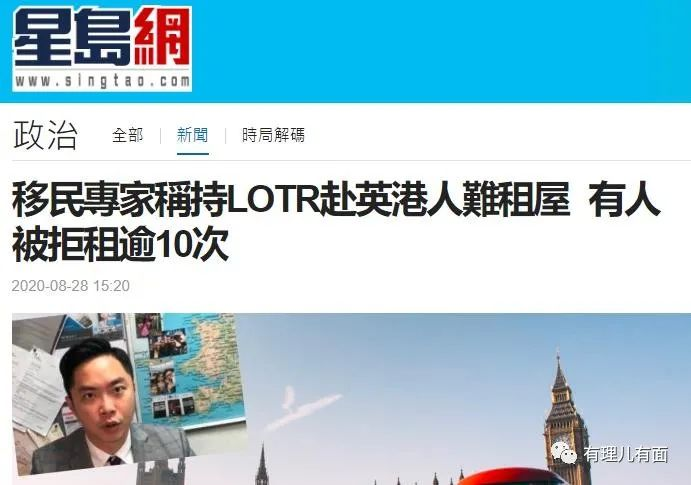 星島網
www.singtao.com
政治 全部 新聞 時局解碼
移民專家稱持LOTR赴英港人難租屋 有人
被拒租逾10次
2020-08-28 15:20
有理儿有面